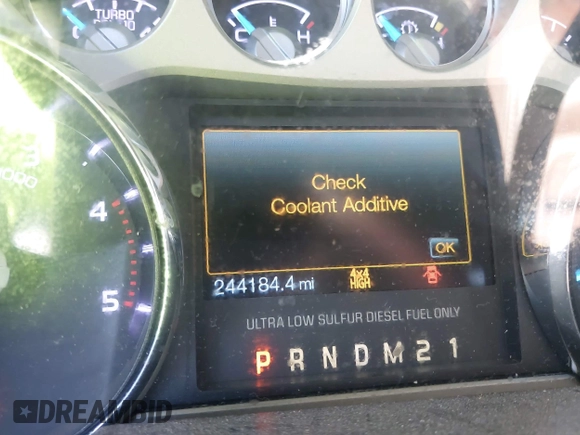 TURBO
C E H
3
4
5
Check
Coolant Additive
OK
244184.4 mi
4x4
HIGH
ULTRA LOW SULFUR DIESEL FUEL ONLY
P R N D M 2 1
DREAMBID